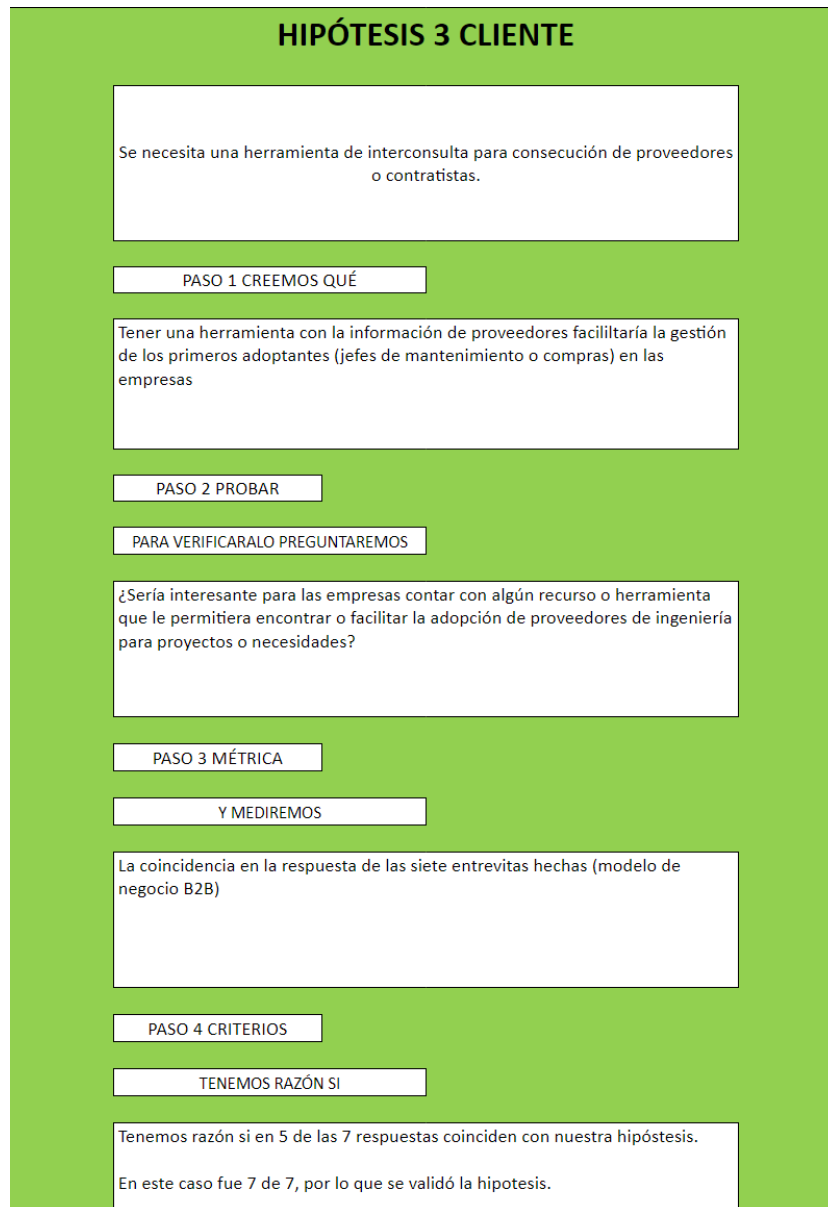 HIPÓTESIS 3 CLIENTE
Se necesita una herramienta de interconsulta para consecución de proveedores
o contratistas.
PASO 1 CREEMOS QUÉ
Tener una herramienta con la información de proveedores facililtaría la gestión
de los primeros adoptantes (jefes de mantenimiento o compras) en las
empresas
PASO 2 PROBAR
PARA VERIFICARALO PREGUNTAREMOS
¿Sería interesante para las empresas contar con algún recurso o herramienta
que le permitiera encontrar o facilitar la adopción de proveedores de ingeniería
para proyectos o necesidades?
PASO 3 MÉTRICA
Y MEDIREMOS
La coincidencia en la respuesta de las siete entrevitas hechas (modelo de
negocio B2B)
PASO 4 CRITERIOS
TENEMOS RAZÓN SI
Tenemos razón si en 5 de las 7 respuestas coinciden con nuestra hipóstesis.
En este caso fue 7 de 7, por lo que se validó la hipotesis.